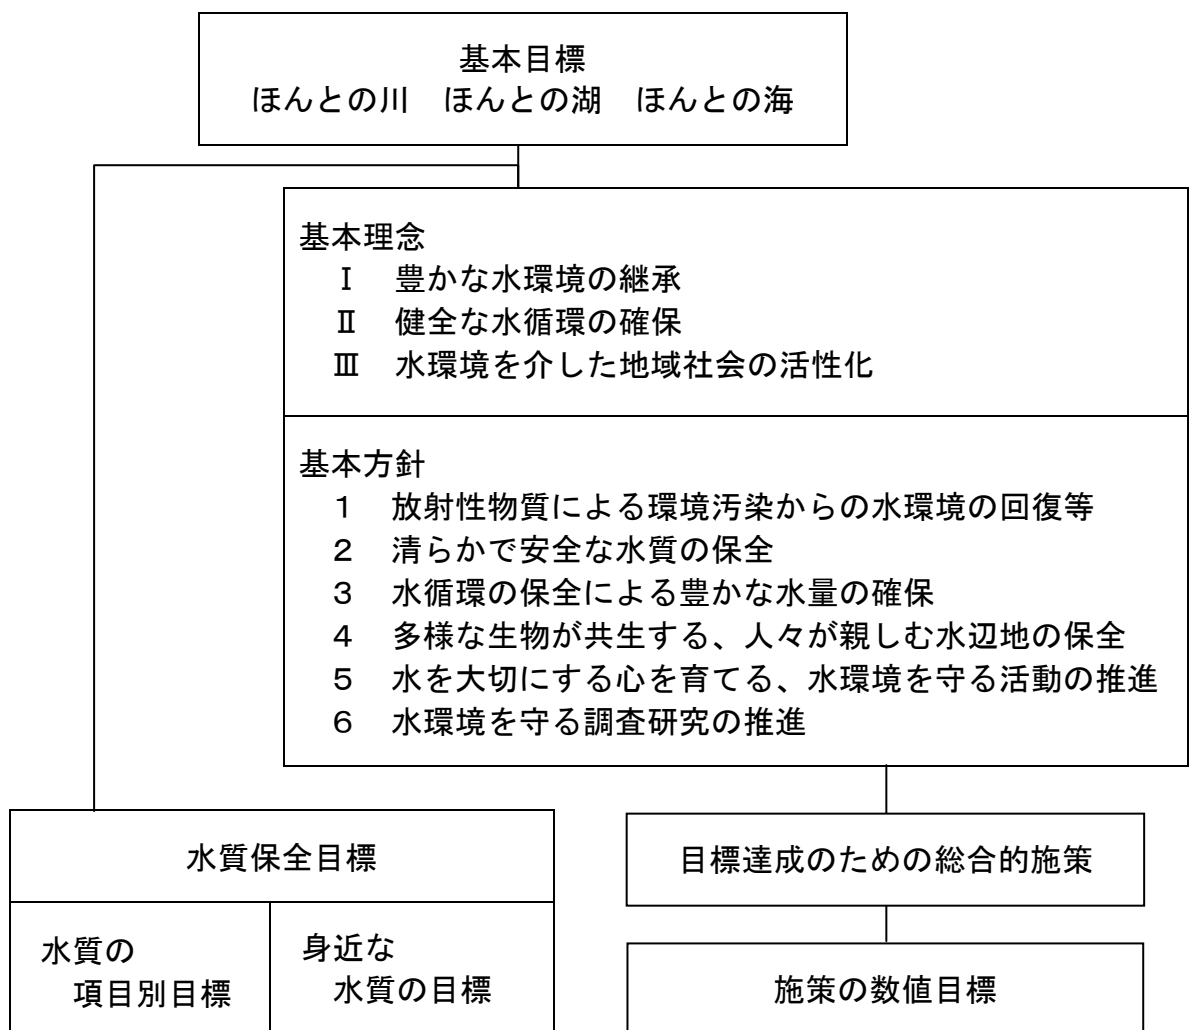 基本目標
ほんとの川　ほんとの湖　ほんとの海
基本理念
Ⅰ　豊かな水環境の継承
Ⅱ　健全な水循環の確保
Ⅲ　水環境を介した地域社会の活性化
基本方針
１　放射性物質による環境汚染からの水環境の回復等
２　清らかで安全な水質の保全
３　水循環の保全による豊かな水量の確保
４　多様な生物が共生する、人々が親しむ水辺地の保全
５　水を大切にする心を育てる、水環境を守る活動の推進
６　水環境を守る調査研究の推進
水質保全目標
水質の
項目別目標
身近な
水質の目標
目標達成のための総合的施策
施策の数値目標